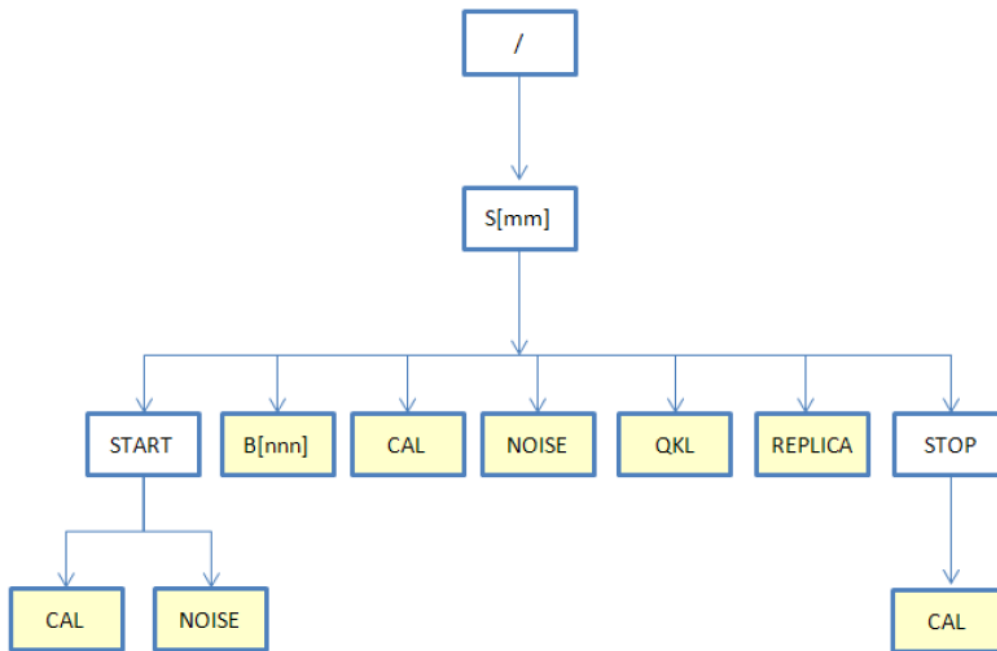 /
S[mm]
START
B[nnn]
CAL
NOISE
QKL
REPLICA
STOP
CAL
NOISE
CAL